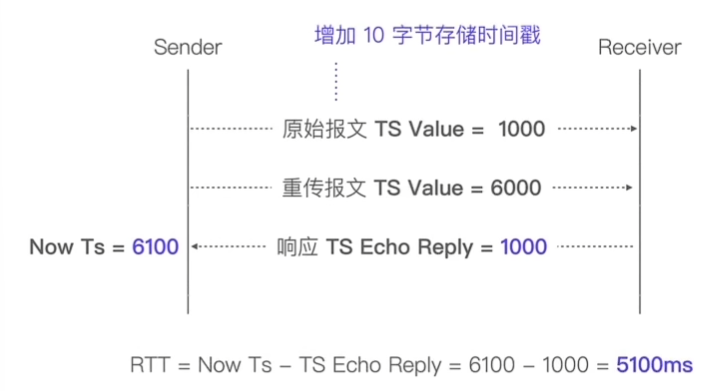 增加 10 字节存储时间戳
Sender
Receiver
原始报文 TS Value = 1000
重传报文 TS Value = 6000
Now Ts = 6100
响应 TS Echo Reply = 1000
RTT = Now Ts – TS Echo Reply = 6100 – 1000 = 5100ms